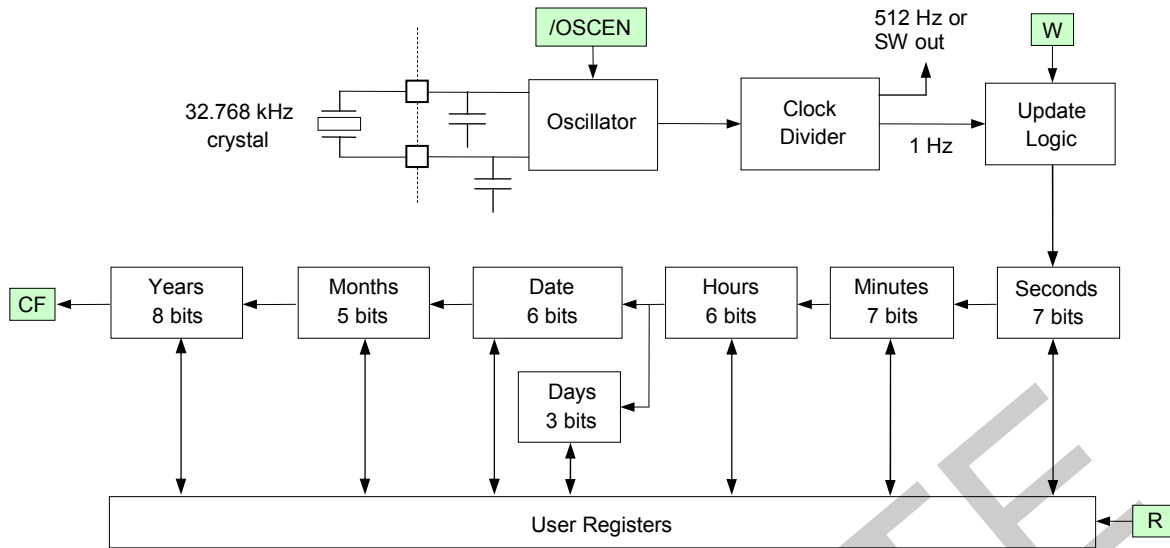 /OSCEN
512 Hz or
SW out
W
32.768 kHz
crystal
Oscillator
Clock
Divider
1 Hz
Update
Logic
CF
Years
8 bits
Months
5 bits
Date
6 bits
Hours
6 bits
Minutes
7 bits
Seconds
7 bits
Days
3 bits
User Registers
R